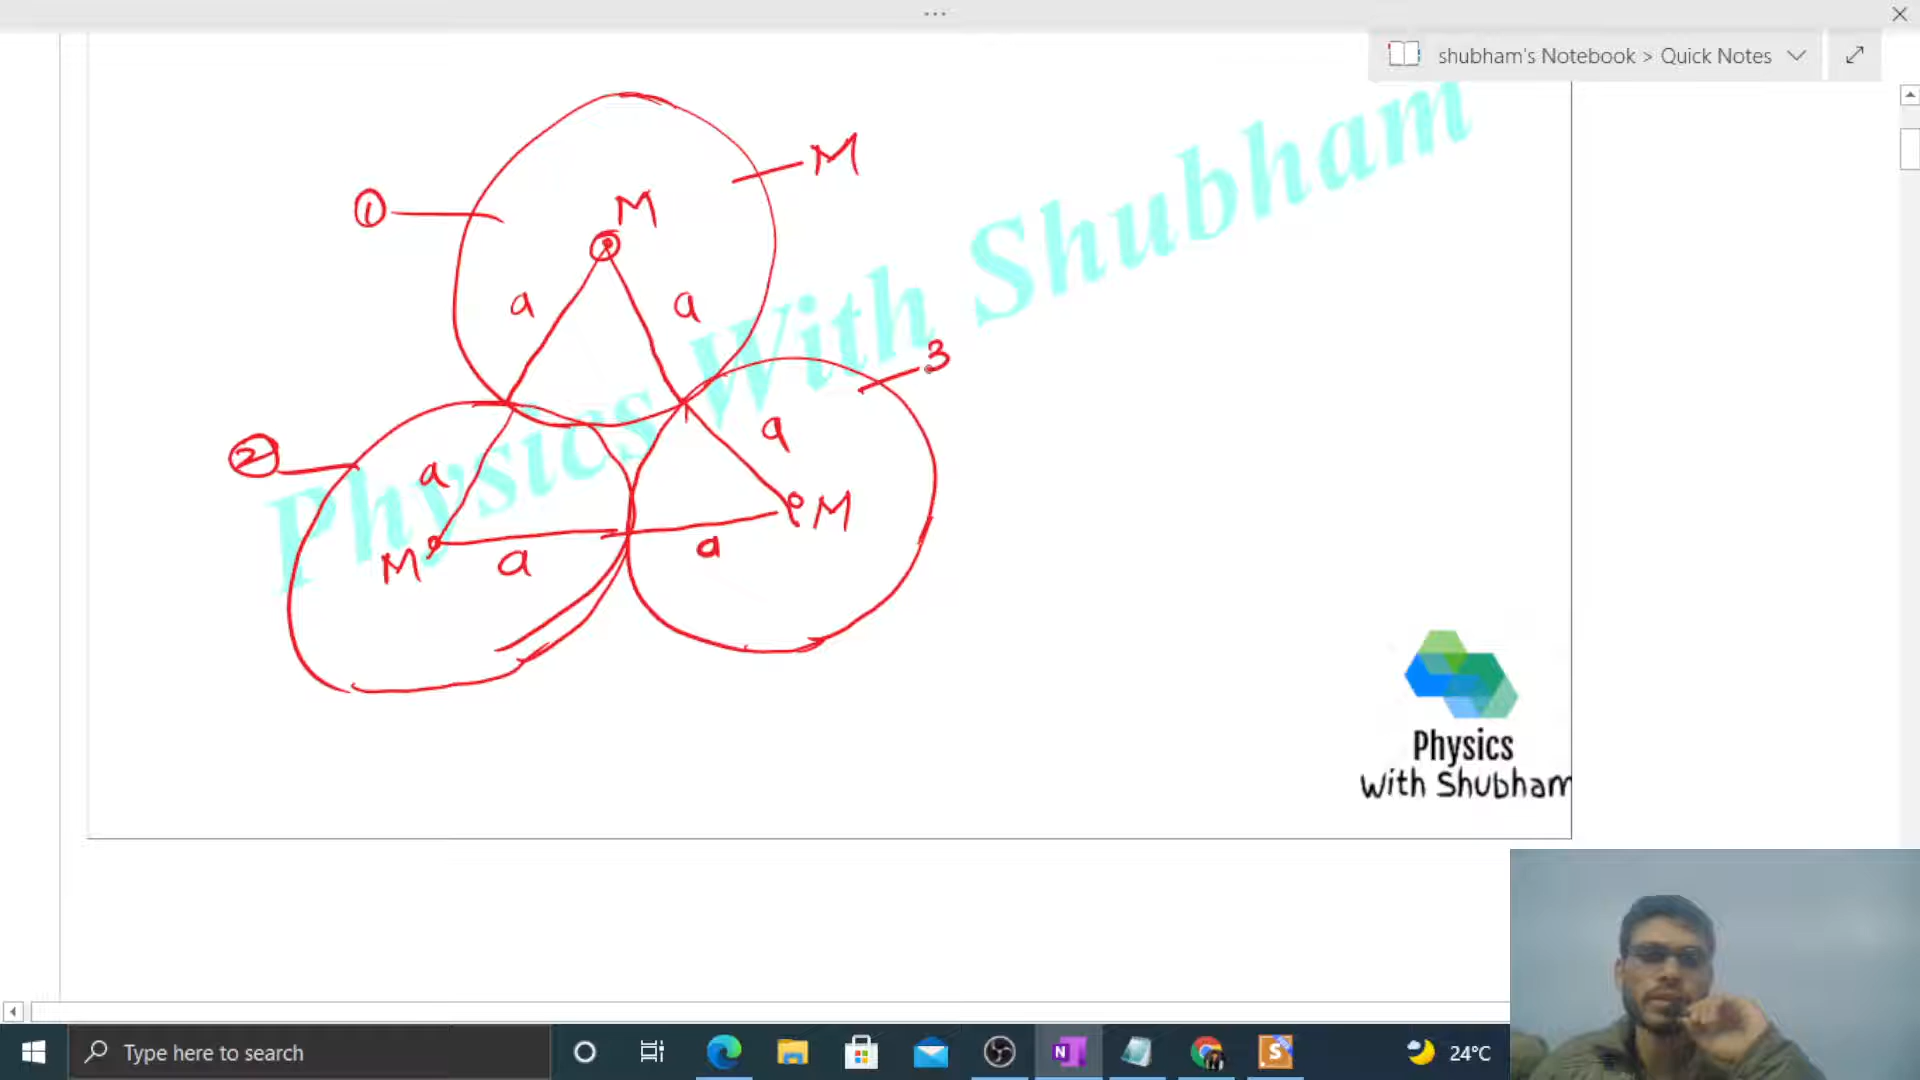 ...
shubham's Notebook > Quick Notes
Physics With Shubham
M
①
M
a
a
3
②
a
a
M
M
a
a
Physics
With Shubham
Type here to search
24°C